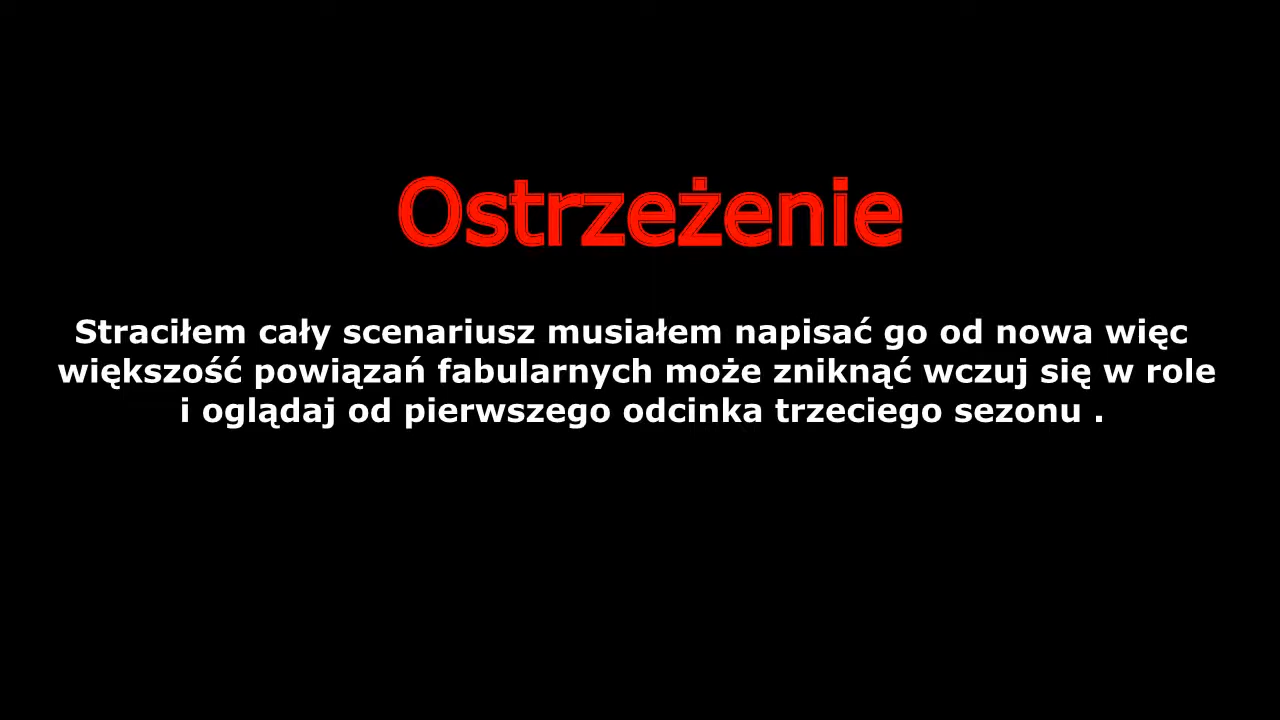 Ostrzeżenie
Straciłem cały scenariusz musiałem napisać go od nowa więc
większość powiązań fabularnych może zniknąć wczuj się w role
i oglądaj od pierwszego odcinka trzeciego sezonu .